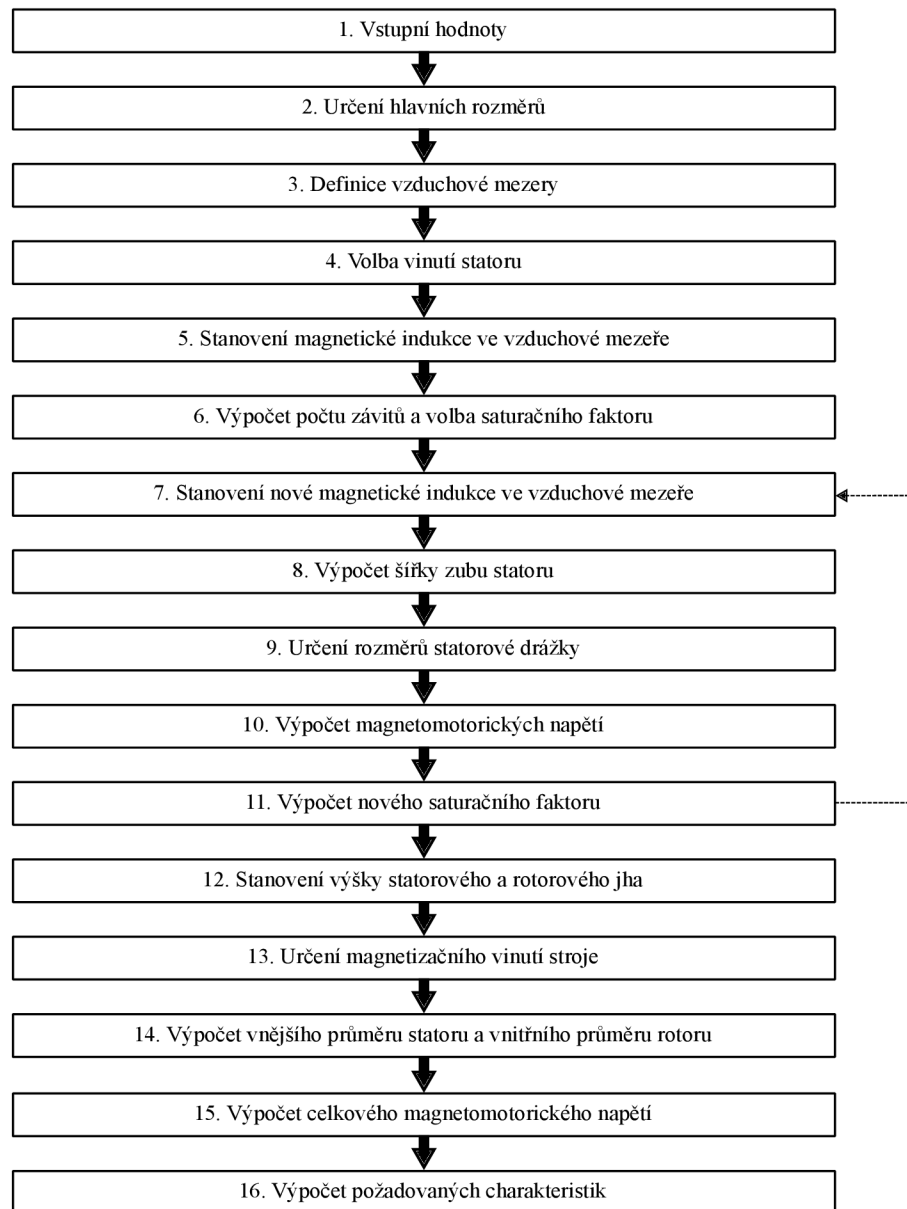 1. Vstupní hodnoty
2. Určení hlavních rozměrů
3. Definice vzduchové mezery
4. Volba vinutí statoru
5. Stanovení magnetické indukce ve vzduchové mezeře
6. Výpočet počtu závitů a volba saturačního faktoru
7. Stanovení nové magnetické indukce ve vzduchové mezeře
8. Výpočet šířky zubu statoru
9. Určení rozměrů statorové drážky
10. Výpočet magnetomotorických napětí
11. Výpočet nového saturačního faktoru
12. Stanovení výšky statorového a rotorového jha
13. Určení magnetizačního vinutí stroje
14. Výpočet vnějšího průměru statoru a vnitřního průměru rotoru
15. Výpočet celkového magnetomotorického napětí
16. Výpočet požadovaných charakteristik